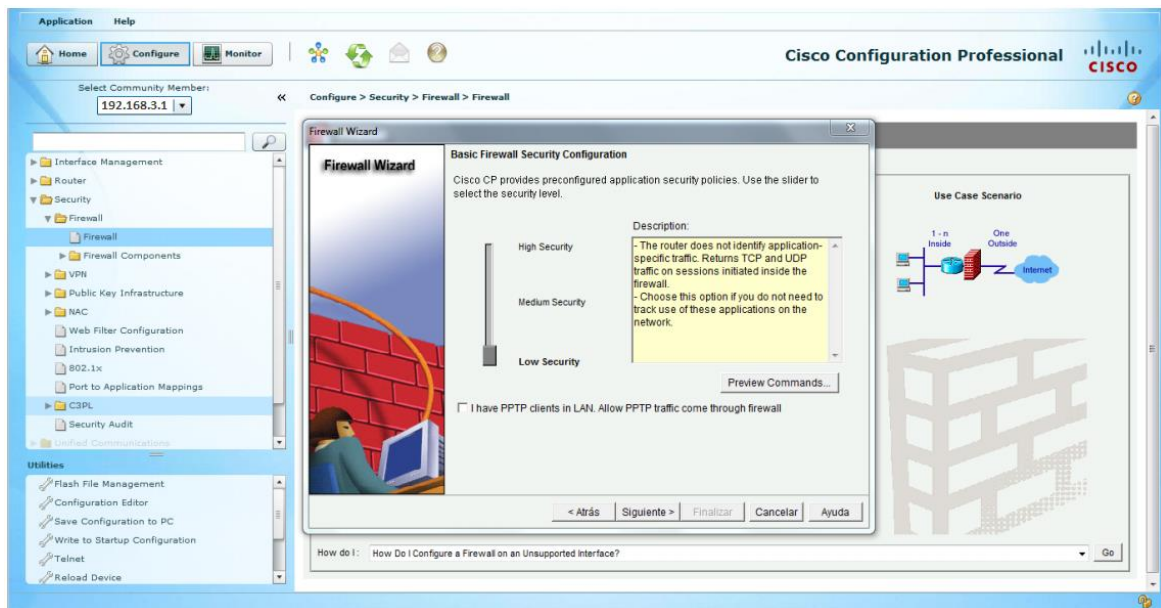 Application Help
Home Configure Monitor
Cisco Configuration Professional
CISCO
Select Community Member:
192.168.3.1
«
Configure > Security > Firewall > Firewall
Interface Management
Router
Security
Firewall
Firewall
Firewall Components
VPN
Public Key Infrastructure
NAC
Web Filter Configuration
Intrusion Prevention
802.1x
Port to Application Mappings
C3PL
Security Audit
Unified Communications
Utilities
Flash File Management
Configuration Editor
Save Configuration to PC
Write to Startup Configuration
Telnet
Reload Device
Firewall Wizard
Firewall Wizard
Basic Firewall Security Configuration
Cisco CP provides preconfigured application security policies. Use the slider to
select the security level.
High Security
Medium Security
Low Security
Description:
- The router does not identify application-
specific traffic. Returns TCP and UDP
traffic on sessions initiated inside the
firewall.
- Choose this option if you do not need to
track use of these applications on the
network.
Preview Commands...
I have PPTP clients in LAN. Allow PPTP traffic come through firewall
< Atrás Siguiente > Finalizar Cancelar Ayuda
Use Case Scenario
1 - n
Inside
One
Outside
Internet
How do I: How Do I Configure a Firewall on an Unsupported Interface?
Go